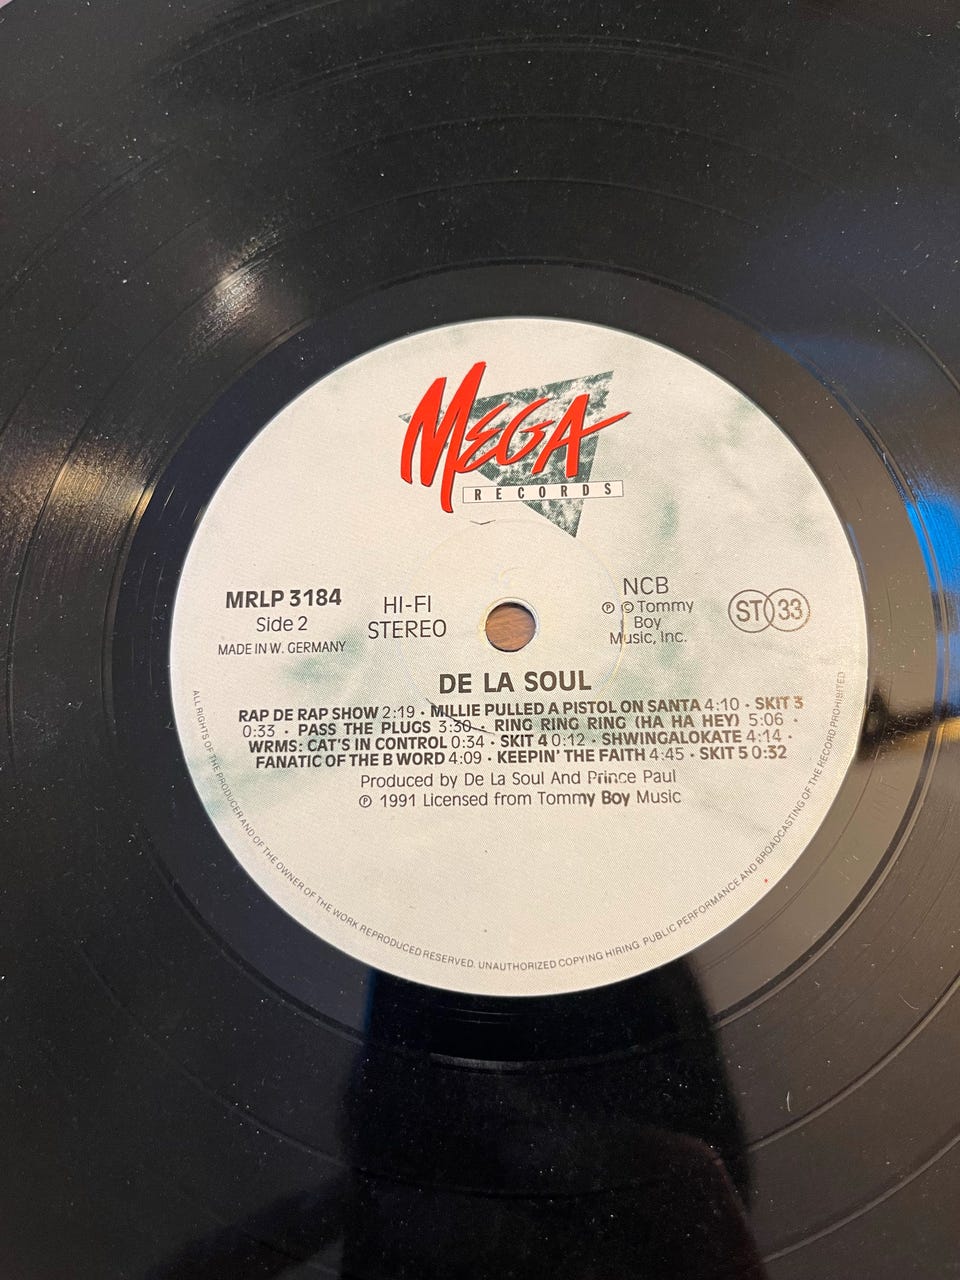 MEGA
RECORDS
MRLP 3184
Side 2
MADE IN W. GERMANY
HI-FI
STEREO
NCB
℗ © Tommy
Boy
Music, Inc.
ST 33
DE LA SOUL
RAP DE RAP SHOW 2:19 • MILLIE PULLED A PISTOL ON SANTA 4:10 • SKIT 3
0:33 • PASS THE PLUGS 3:30 • RING RING RING (HA HA HEY) 5:06 •
WRMS: CAT'S IN CONTROL 0:34 • SKIT 4 0:12 • SHWINGALOKATE 4:14 •
FANATIC OF THE B WORD 4:09 • KEEPIN' THE FAITH 4:45 • SKIT 5 0:32
Produced by De La Soul And Prince Paul
℗ 1991 Licensed from Tommy Boy Music
ALL RIGHTS OF THE PRODUCER AND OF THE OWNER OF THE WORK REPRODUCED RESERVED. UNAUTHORIZED COPYING HIRING PUBLIC PERFORMANCE AND BROADCASTING OF THE RECORD PROHIBITED